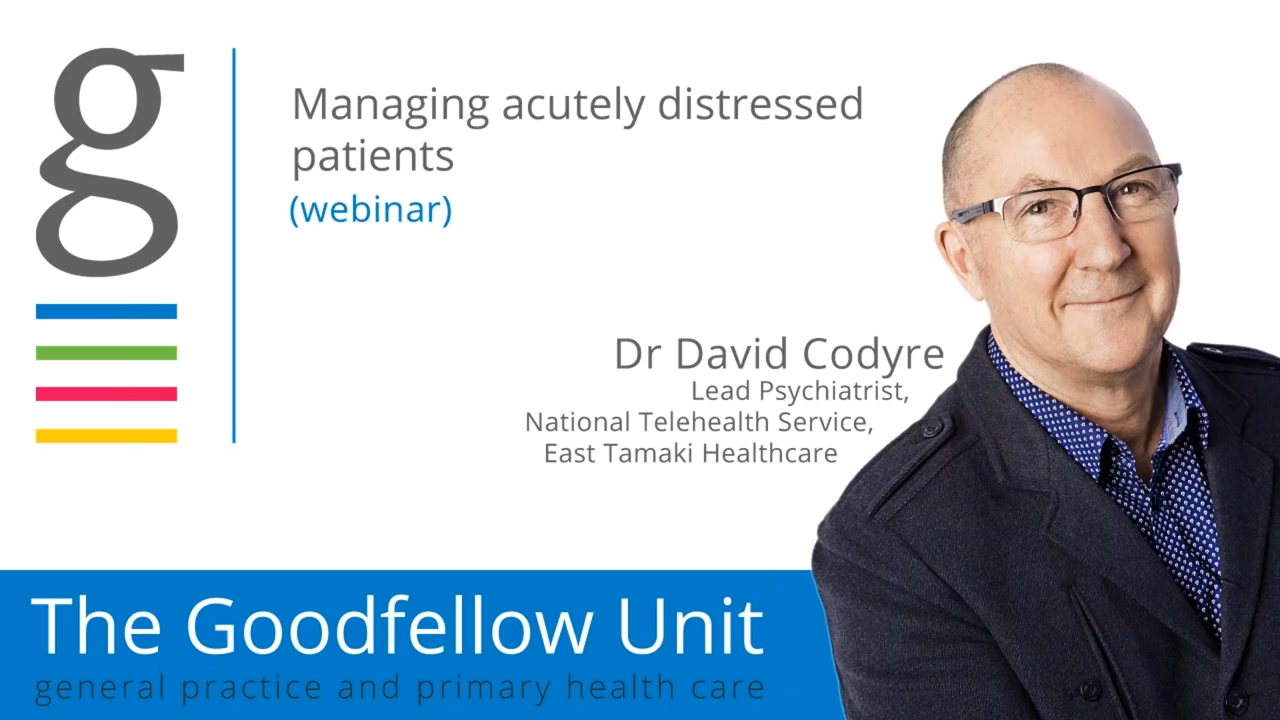 g
Managing acutely distressed
patients
(webinar)
Dr David Codyre
Lead Psychiatrist,
National Telehealth Service,
East Tamaki Healthcare
The Goodfellow Unit
general practice and primary health care